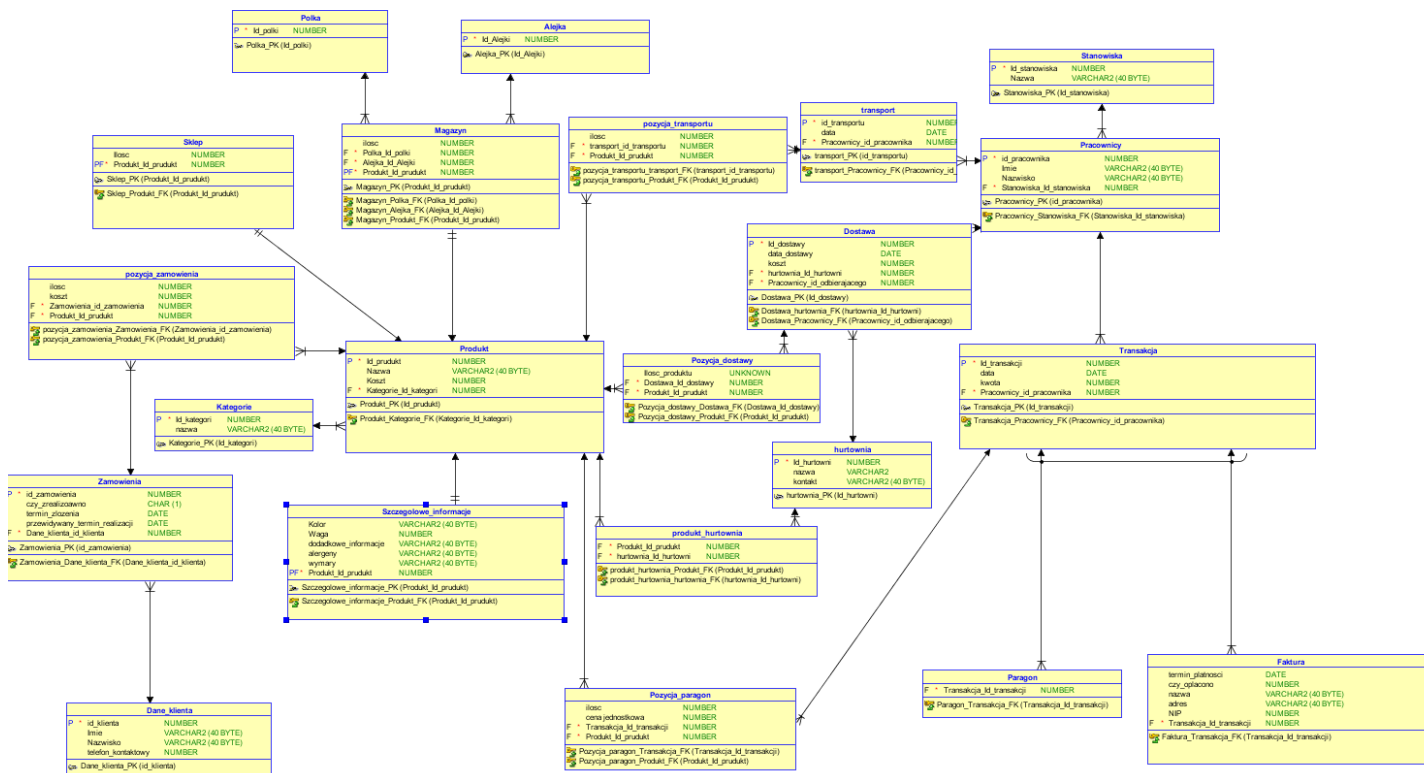 Polka
P * Id_polki NUMBER
Polka_PK (Id_polki)
Alejka
P * Id_Alejki NUMBER
Alejka_PK (Id_Alejki)
Stanowiska
P * Id_stanowiska NUMBER
Nazwa VARCHAR2 (40 BYTE)
Stanowiska_PK (Id_stanowiska)
Sklep
Ilosc NUMBER
PF* Produkt_Id_prudukt NUMBER
Sklep_PK (Produkt_Id_prudukt)
Sklep_Produkt_FK (Produkt_Id_prudukt)
Magazyn
ilosc NUMBER
F * Polka_Id_polki NUMBER
F * Alejka_Id_Alejki NUMBER
PF* Produkt_Id_prudukt NUMBER
Magazyn_PK (Produkt_Id_prudukt)
Magazyn_Polka_FK (Polka_Id_polki)
Magazyn_Alejka_FK (Alejka_Id_Alejki)
Magazyn_Produkt_FK (Produkt_Id_prudukt)
pozycja_transportu
ilosc NUMBER
F * transport_id_transportu NUMBER
F * Produkt_Id_prudukt NUMBER
pozycja_transportu_transport_FK (transport_id_transportu)
pozycja_transportu_Produkt_FK (Produkt_Id_prudukt)
transport
P * id_transportu NUMBER
data DATE
F * Pracownicy_id_pracownika NUMBER
transport_PK (id_transportu)
transport_Pracownicy_FK (Pracownicy_id_
Pracownicy
P * id_pracownika NUMBER
Imie VARCHAR2 (40 BYTE)
Nazwisko VARCHAR2 (40 BYTE)
F * Stanowiska_Id_stanowiska NUMBER
Pracownicy_PK (id_pracownika)
Pracownicy_Stanowiska_FK (Stanowiska_Id_stanowiska)
Dostawa
P * Id_dostawy NUMBER
data_dostawy DATE
koszt NUMBER
F * hurtownia_Id_hurtowni NUMBER
F * Pracownicy_id_odbierajacego NUMBER
Dostawa_PK (Id_dostawy)
Dostawa_hurtownia_FK (hurtownia_Id_hurtowni)
Dostawa_Pracownicy_FK (Pracownicy_id_odbierajacego)
pozycja_zamowienia
ilosc NUMBER
koszt NUMBER
F * Zamowienia_id_zamowienia NUMBER
F * Produkt_Id_prudukt NUMBER
pozycja_zamowienia_Zamowienia_FK (Zamowienia_id_zamowienia)
pozycja_zamowienia_Produkt_FK (Produkt_Id_prudukt)
Produkt
P * Id_prudukt NUMBER
Nazwa VARCHAR2 (40 BYTE)
Koszt NUMBER
F * Kategorie_Id_kategori NUMBER
Produkt_PK (Id_prudukt)
Produkt_Kategorie_FK (Kategorie_Id_kategori)
Pozycja_dostawy
Ilosc_produktu UNKNOWN
F * Dostawa_Id_dostawy NUMBER
F * Produkt_Id_prudukt NUMBER
Pozycja_dostawy_Dostawa_FK (Dostawa_Id_dostawy)
Pozycja_dostawy_Produkt_FK (Produkt_Id_prudukt)
Transakcja
P * Id_transakcji NUMBER
data DATE
kwota NUMBER
F * Pracownicy_id_pracownika NUMBER
Transakcja_PK (Id_transakcji)
Transakcja_Pracownicy_FK (Pracownicy_id_pracownika)
Kategorie
P * Id_kategori NUMBER
nazwa VARCHAR2 (40 BYTE)
Kategorie_PK (Id_kategori)
hurtownia
P * Id_hurtowni NUMBER
nazwa VARCHAR2
kontakt VARCHAR2 (40 BYTE)
hurtownia_PK (Id_hurtowni)
Zamowienia
P * id_zamowienia NUMBER
czy_zrealizoawno CHAR (1)
termin_zlozenia DATE
przewidywany_termin_realizacji DATE
F * Dane_klienta_id_klienta NUMBER
Zamowienia_PK (id_zamowienia)
Zamowienia_Dane_klienta_FK (Dane_klienta_id_klienta)
Szczegolowe_informacje
Kolor VARCHAR2 (40 BYTE)
Waga NUMBER
dodadkowe_informacje VARCHAR2 (40 BYTE)
alergeny VARCHAR2 (40 BYTE)
wymary VARCHAR2 (40 BYTE)
PF* Produkt_Id_prudukt NUMBER
Szczegolowe_informacje_PK (Produkt_Id_prudukt)
Szczegolowe_informacje_Produkt_FK (Produkt_Id_prudukt)
produkt_hurtownia
F * Produkt_Id_prudukt NUMBER
F * hurtownia_Id_hurtowni NUMBER
produkt_hurtownia_Produkt_FK (Produkt_Id_prudukt)
produkt_hurtownia_hurtownia_FK (hurtownia_Id_hurtowni)
Dane_klienta
P * id_klienta NUMBER
Imie VARCHAR2 (40 BYTE)
Nazwisko VARCHAR2 (40 BYTE)
telefon_kontaktowy NUMBER
Dane_klienta_PK (id_klienta)
Pozycja_paragon
ilosc NUMBER
cena jednostkowa NUMBER
F * Transakcja_Id_transakcji NUMBER
F * Produkt_Id_prudukt NUMBER
Pozycja_paragon_Transakcja_FK (Transakcja_Id_transakcji)
Pozycja_paragon_Produkt_FK (Produkt_Id_prudukt)
Paragon
F * Transakcja_Id_transakcji NUMBER
Paragon_Transakcja_FK (Transakcja_Id_transakcji)
Faktura
termin_platnosci DATE
czy_oplacono NUMBER
nazwa VARCHAR2 (40 BYTE)
adres VARCHAR2 (40 BYTE)
NIP NUMBER
F * Transakcja_Id_transakcji NUMBER
Faktura_Transakcja_FK (Transakcja_Id_transakcji)